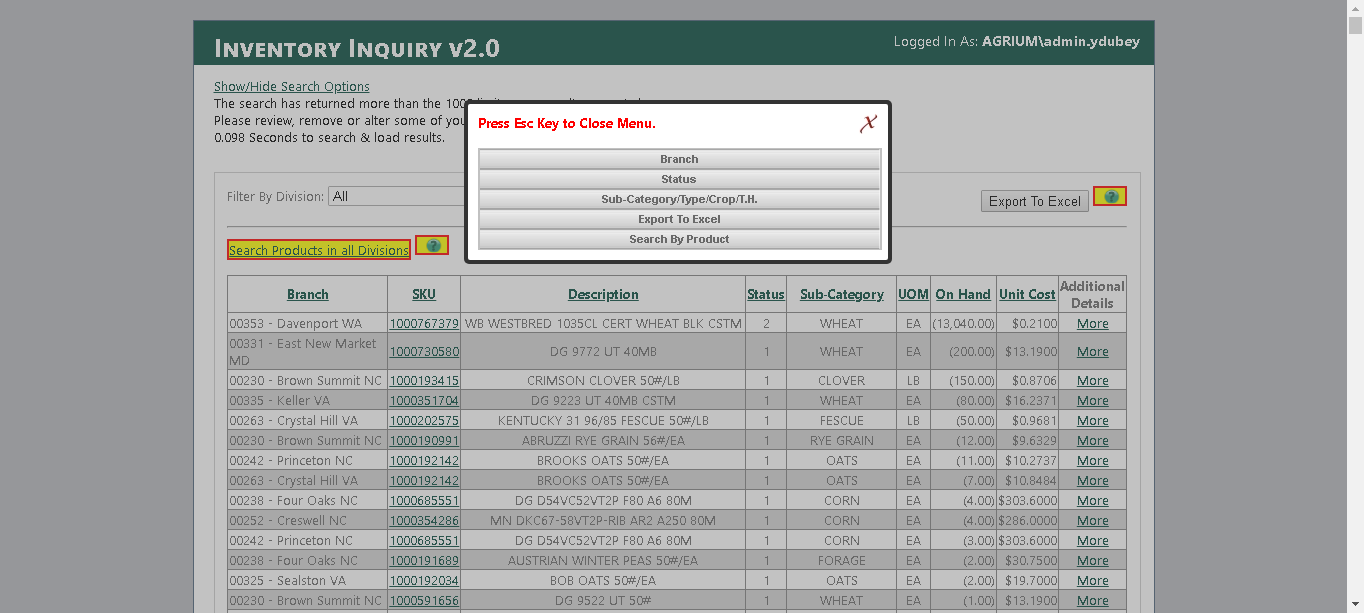 INVENTORY INQUIRY V2.0
Logged In As: AGRIUM\admin.ydubey
Show/Hide Search Options
The search has returned more than the 100
Please review, remove or alter some of you
0.098 Seconds to search & load results.
Press Esc Key to Close Menu.
X
Branch
Status
Sub-Category/Type/Crop/T.H.
Export To Excel
Search By Product
Filter By Division: All
Export To Excel ?
Search Products in all Divisions ?
Branch SKU Description Status Sub-Category UOM On Hand Unit Cost Additional Details
00353 - Davenport WA 1000767379 WB WESTBRED 1035CL CERT WHEAT BLK CSTM 2 WHEAT EA (13,040.00) $0.2100 More
00331 - East New Market MD 1000730580 DG 9772 UT 40MB 1 WHEAT EA (200.00) $13.1900 More
00230 - Brown Summit NC 1000193415 CRIMSON CLOVER 50#/LB 1 CLOVER LB (150.00) $0.8706 More
00335 - Keller VA 1000351704 DG 9223 UT 40MB CSTM 1 WHEAT EA (80.00) $16.2371 More
00263 - Crystal Hill VA 1000202575 KENTUCKY 31 96/85 FESCUE 50#/LB 1 FESCUE LB (50.00) $0.9681 More
00230 - Brown Summit NC 1000190991 ABRUZZI RYE GRAIN 56#/EA 1 RYE GRAIN EA (12.00) $9.6329 More
00242 - Princeton NC 1000192142 BROOKS OATS 50#/EA 1 OATS EA (11.00) $10.2737 More
00263 - Crystal Hill VA 1000192142 BROOKS OATS 50#/EA 1 OATS EA (7.00) $10.8484 More
00238 - Four Oaks NC 1000685551 DG D54VC52VT2P F80 A6 80M 1 CORN EA (4.00) $303.6000 More
00252 - Creswell NC 1000354286 MN DKC67-58VT2P-RIB AR2 A250 80M 1 CORN EA (4.00) $286.0000 More
00242 - Princeton NC 1000685551 DG D54VC52VT2P F80 A6 80M 1 CORN EA (3.00) $303.6000 More
00238 - Four Oaks NC 1000191689 AUSTRIAN WINTER PEAS 50#/EA 1 FORAGE EA (2.00) $30.7500 More
00325 - Sealston VA 1000192034 BOB OATS 50#/EA 1 OATS EA (2.00) $19.7000 More
00230 - Brown Summit NC 1000591656 DG 9522 UT 50# 1 WHEAT EA (1.00) $13.1900 More